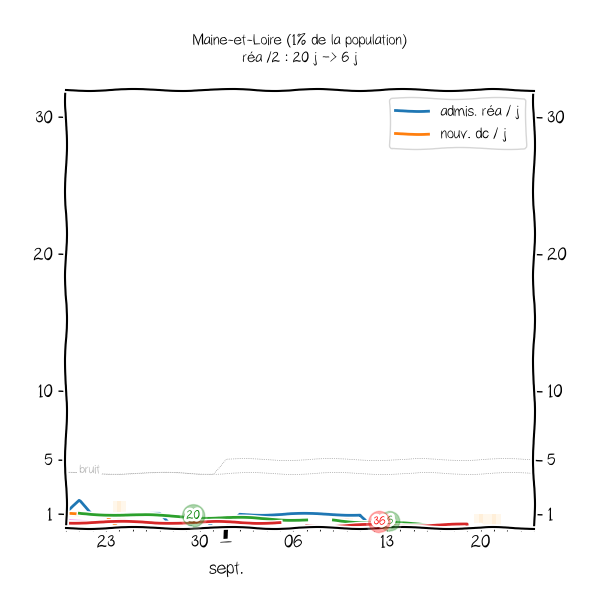 Maine-et-Loire (1% de la population)
réa /2 : 20 j -> 6 j
admis. réa / j
nouv. dc / j
30
30
20
20
10
10
5
5
bruit
1
1
20
36
23
30
06
13
20
sept.